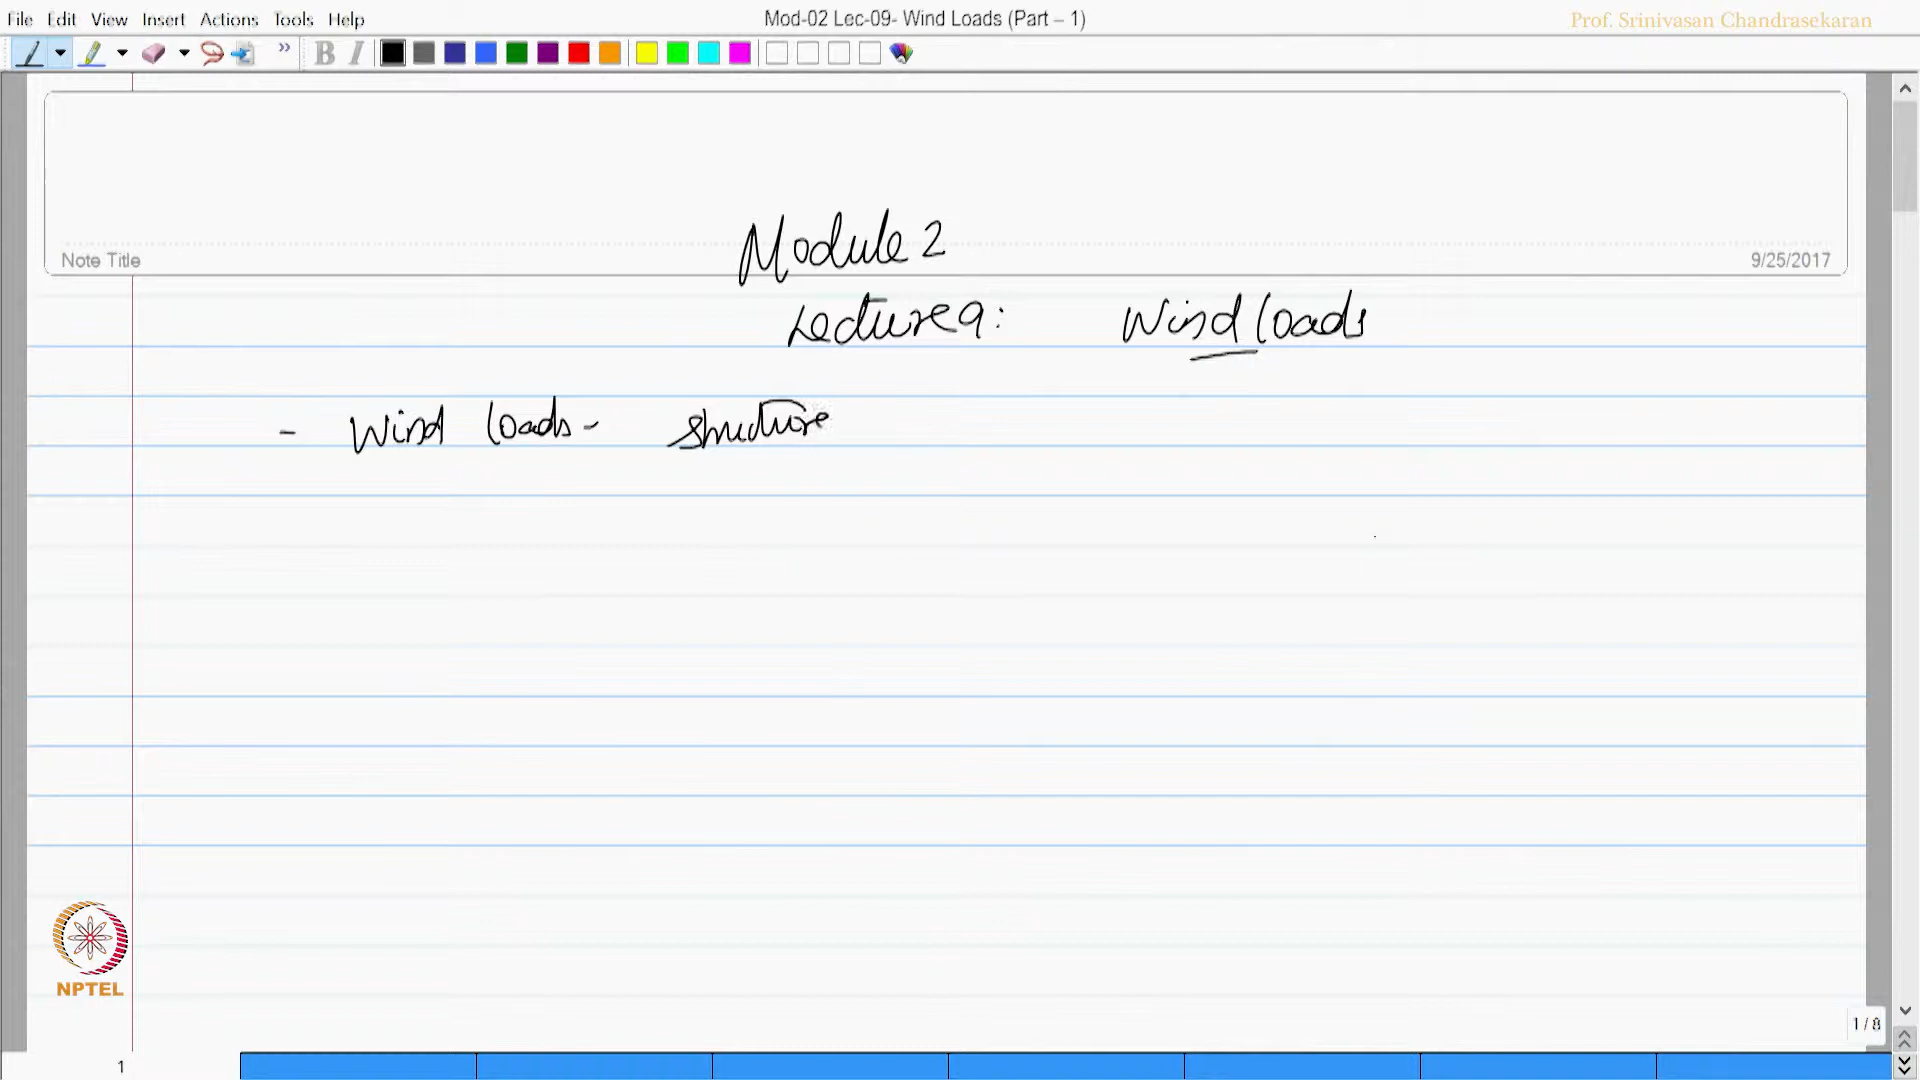 File Edit View Insert Actions Tools Help
Mod-02 Lec-09- Wind Loads (Part – 1)
Prof. Srinivasan Chandrasekaran
B I
Module 2
Note Title
9/25/2017
Lecture 9: Wind loads
- Wind loads - structure
NPTEL
1 / 8
1